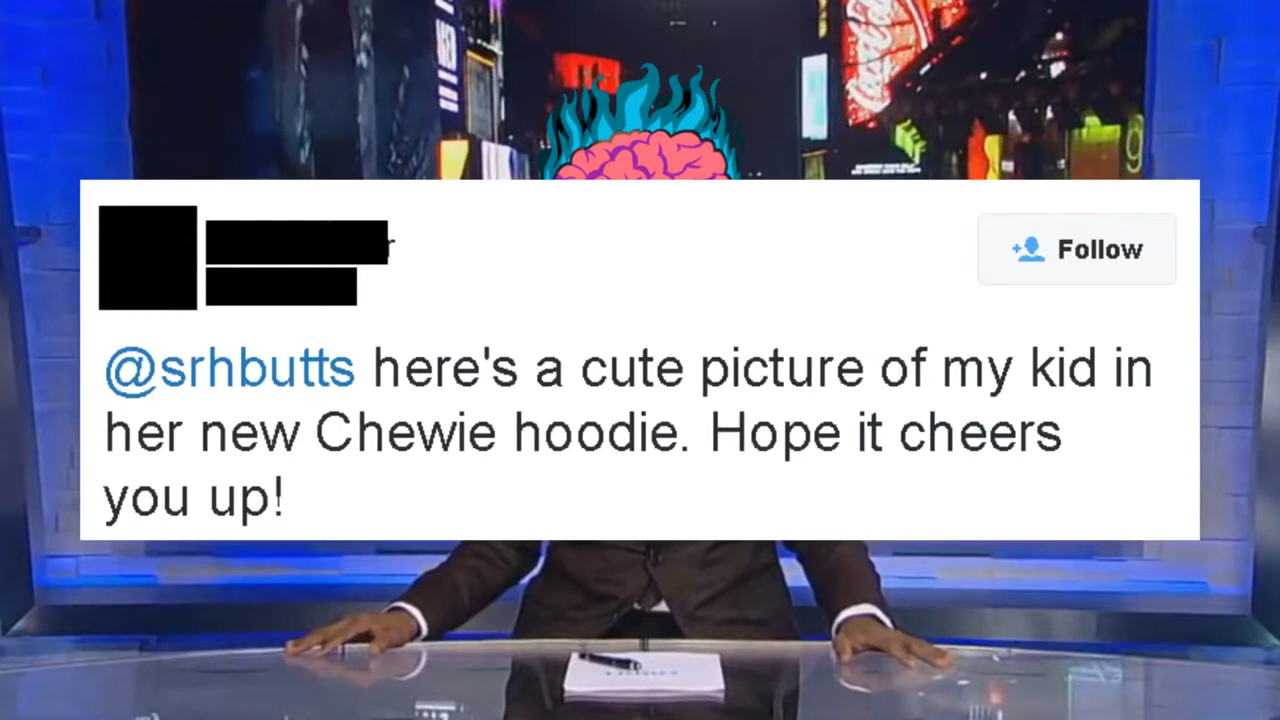 Follow
@srhbutts here's a cute picture of my kid in
her new Chewie hoodie. Hope it cheers
you up!